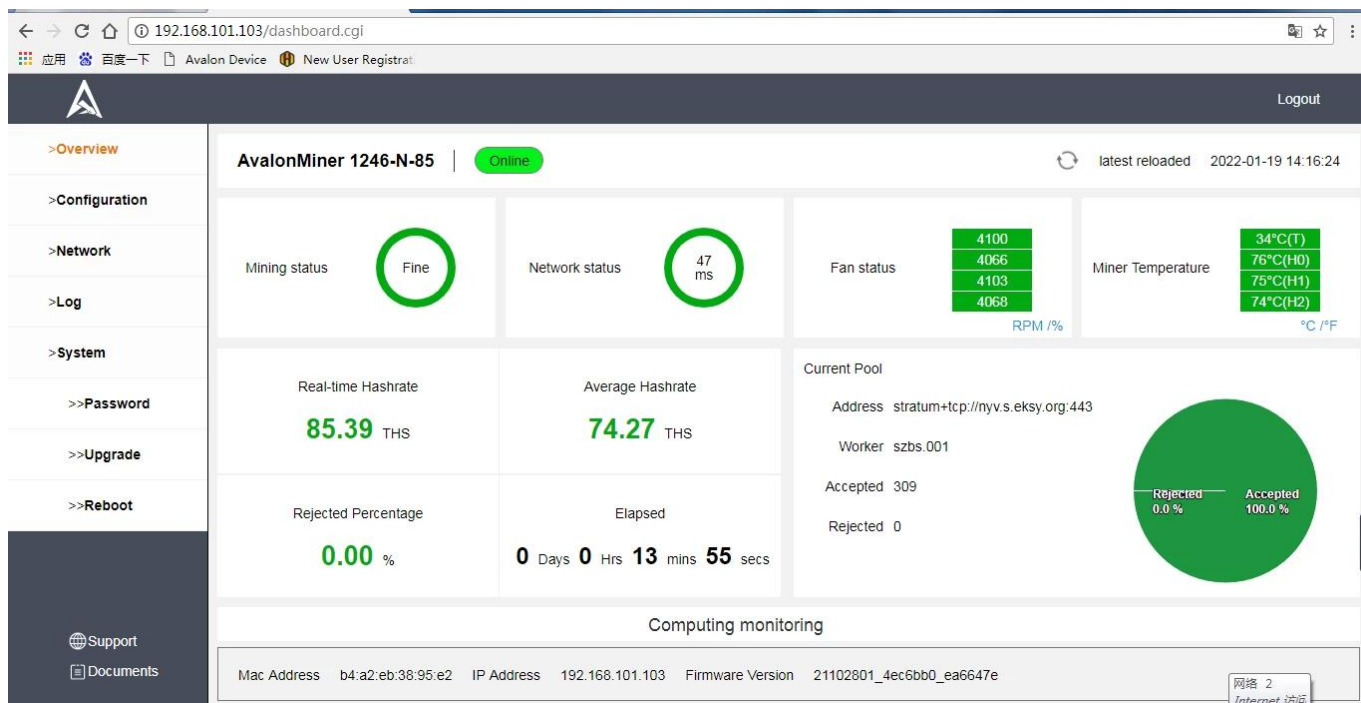 192.168.101.103/dashboard.cgi
应用 百度一下 Avalon Device New User Registrat
Logout
>Overview
>Configuration
>Network
>Log
>System
>>Password
>>Upgrade
>>Reboot
Support
Documents
AvalonMiner 1246-N-85 | Online latest reloaded 2022-01-19 14:16:24
Mining status Fine
Network status 47 ms
Fan status
4100
4066
4103
4068
RPM /%
Miner Temperature
34°C(T)
76°C(H0)
75°C(H1)
74°C(H2)
°C /°F
Real-time Hashrate
85.39 THS
Average Hashrate
74.27 THS
Rejected Percentage
0.00 %
Elapsed
0 Days 0 Hrs 13 mins 55 secs
Current Pool
Address stratum+tcp://nyv.s.eksy.org:443
Worker szbs.001
Accepted 309
Rejected 0
Rejected
0.0 %
Accepted
100.0 %
Computing monitoring
Mac Address b4:a2:eb:38:95:e2 IP Address 192.168.101.103 Firmware Version 21102801_4ec6bb0_ea6647e
网络 2
Internet 访问